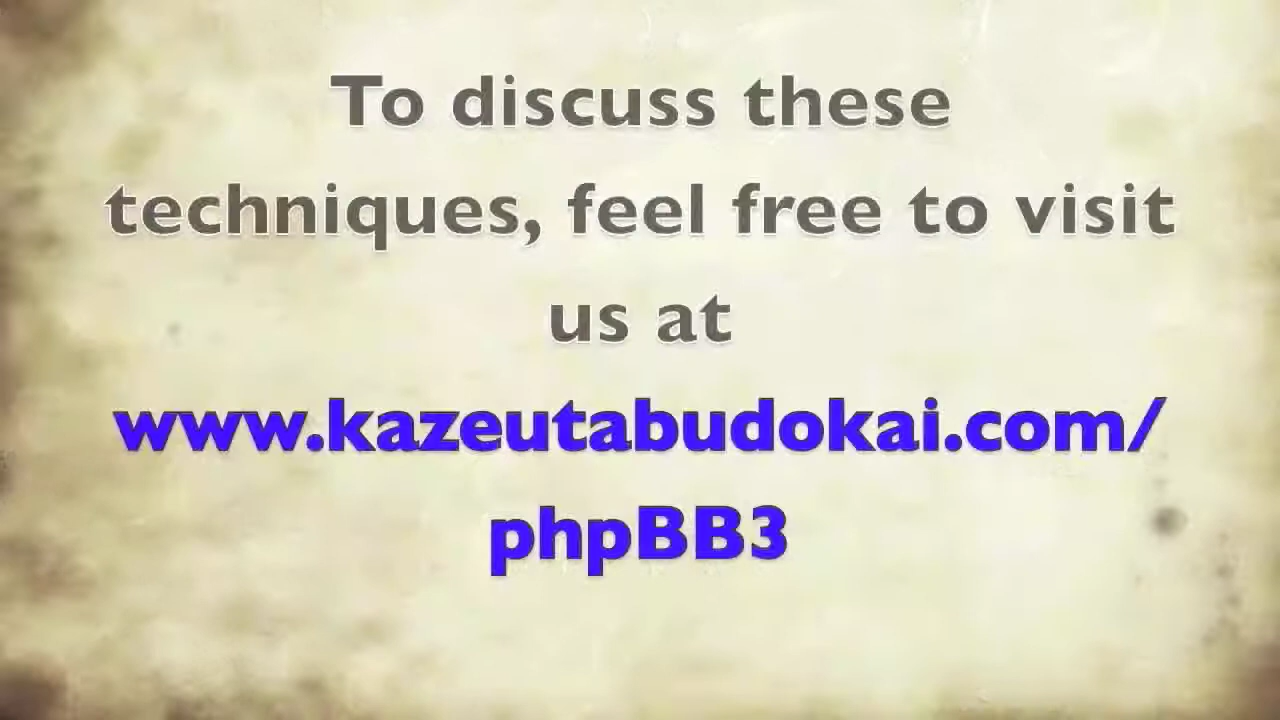 To discuss these
techniques, feel free to visit
us at
www.kazeutabudokai.com/
phpBB3